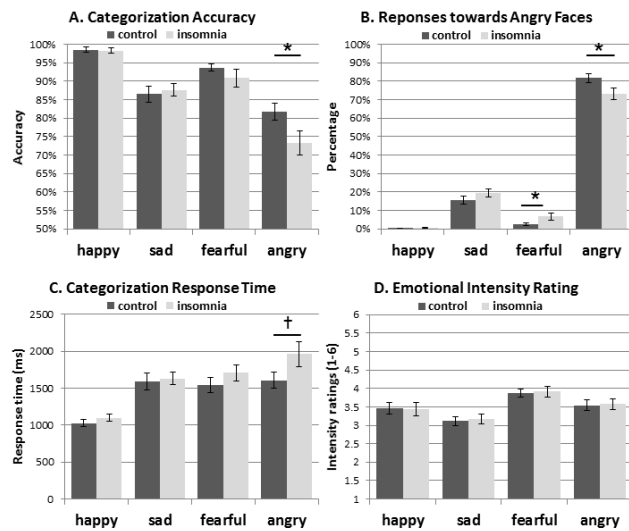 A. Categorization Accuracy
control insomnia
100%
95%
90%
85%
80%
75%
70%
65%
60%
55%
50%
Accuracy
*
happy sad fearful angry
B. Reponses towards Angry Faces
control insomnia
100%
90%
80%
70%
60%
50%
40%
30%
20%
10%
0%
Percentage
*
*
happy sad fearful angry
C. Categorization Response Time
control insomnia
2500
2000
1500
1000
500
0
Response time (ms)
†
happy sad fearful angry
D. Emotional Intensity Rating
control insomnia
6
5.5
5
4.5
4
3.5
3
2.5
2
1.5
1
Intensity ratings (1-6)
happy sad fearful angry